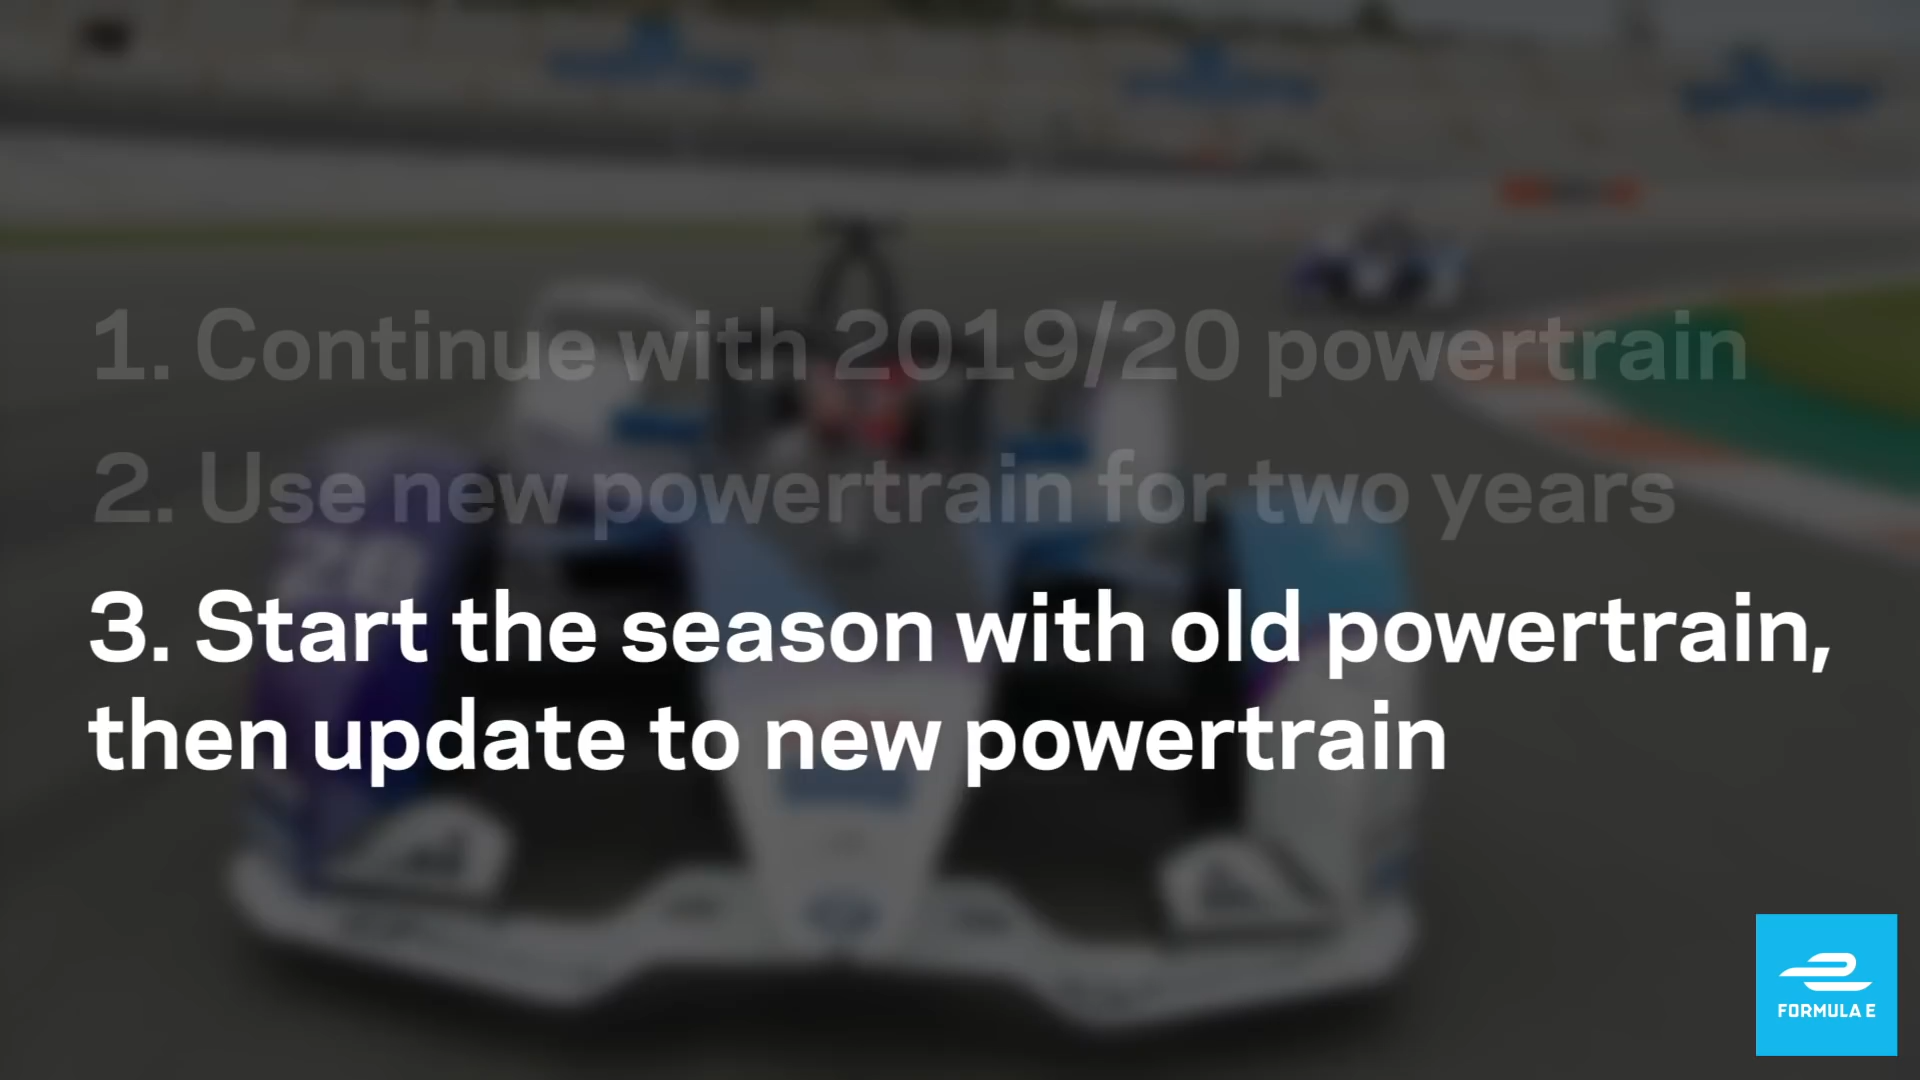 1. Continue with 2019/20 powertrain
2. Use new powertrain for two years
3. Start the season with old powertrain,
then update to new powertrain
28
FORMULA E